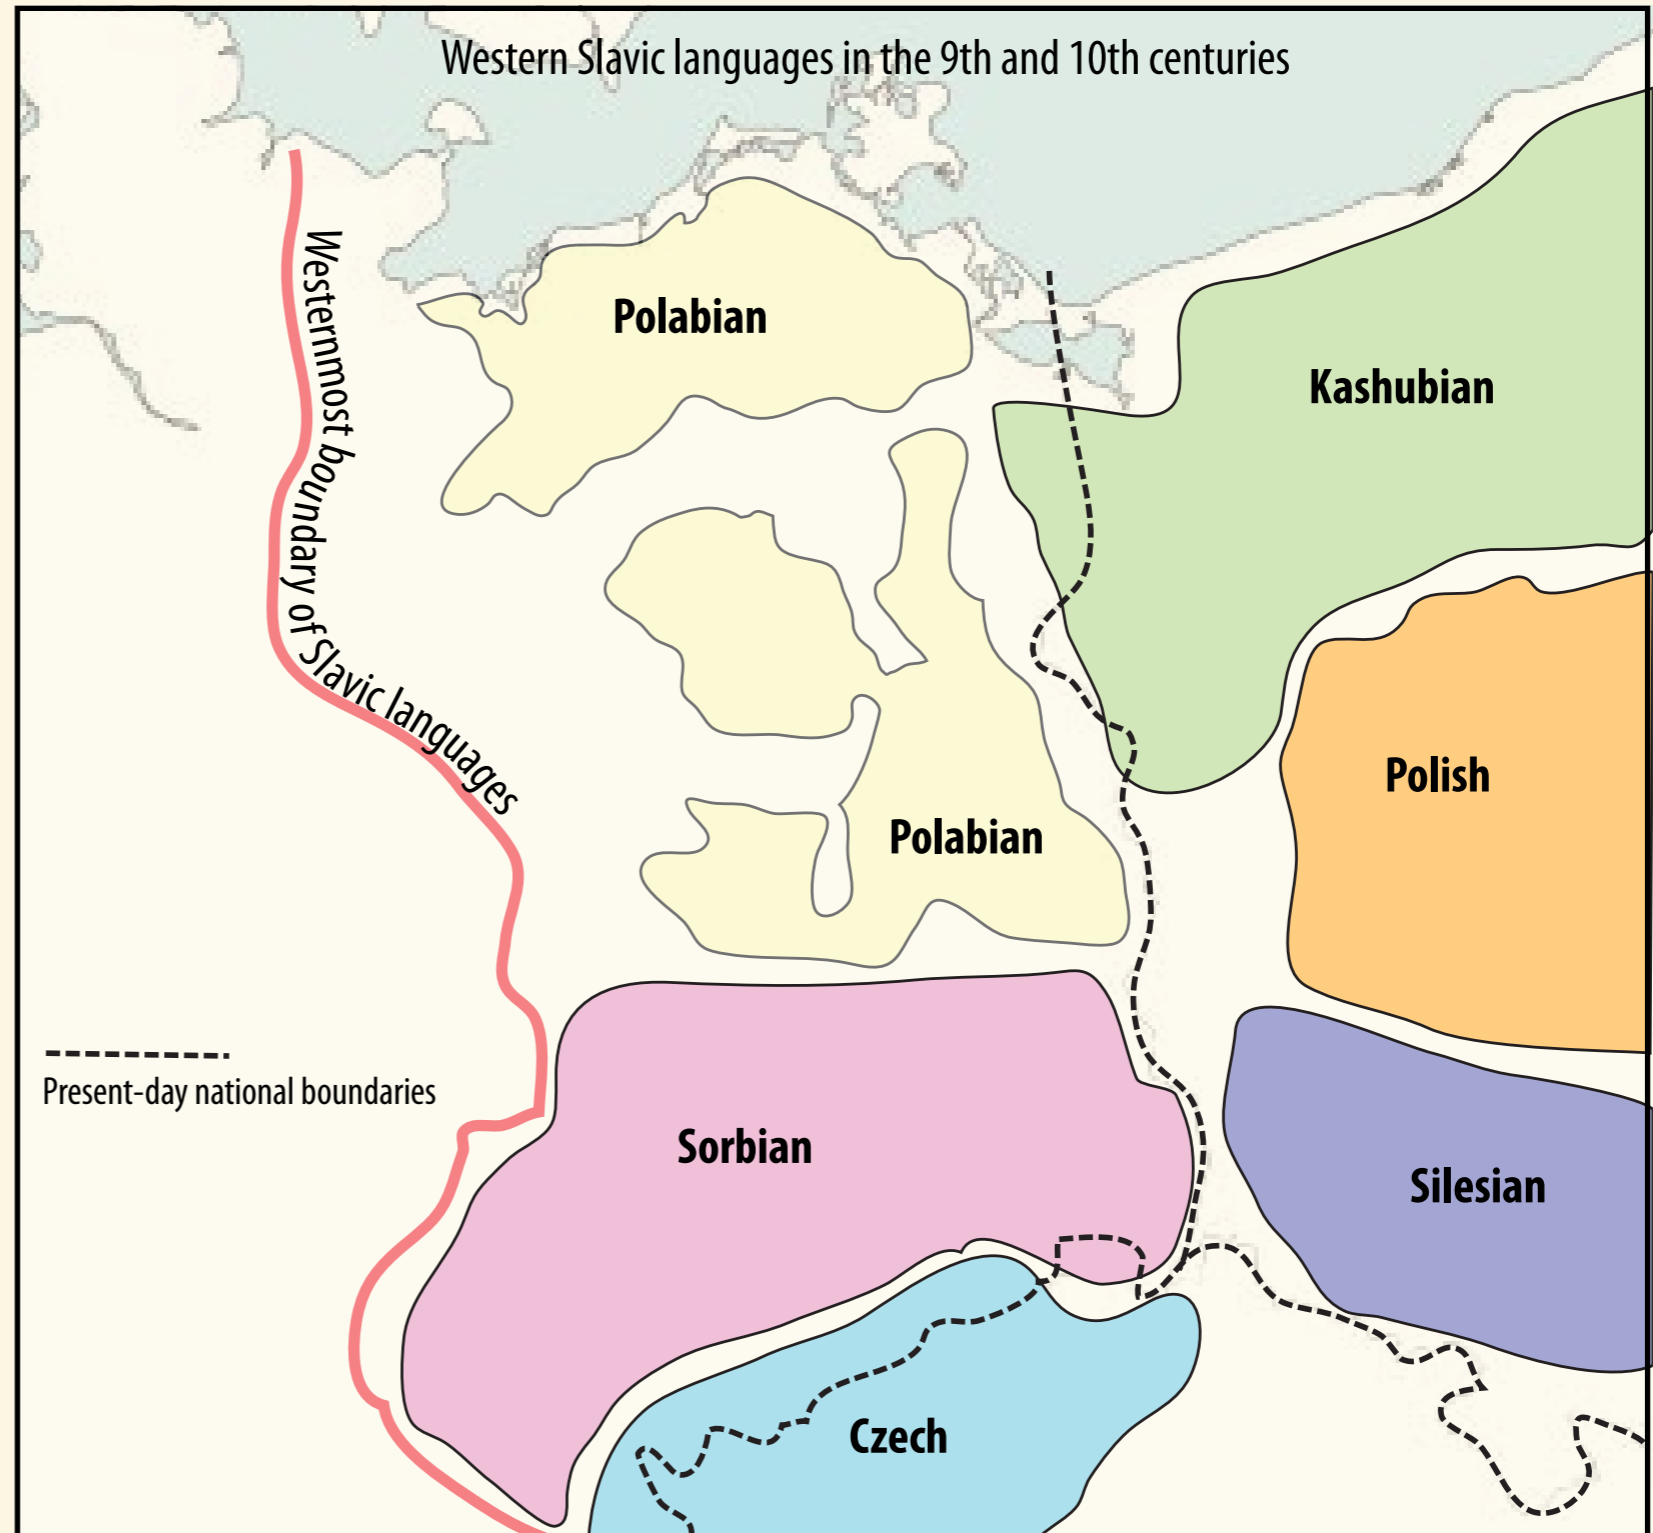 Western Slavic languages in the 9th and 10th centuries
Westernmost boundary of Slavic languages
Polabian
Kashubian
Polish
Polabian
Present-day national boundaries
Sorbian
Silesian
Czech